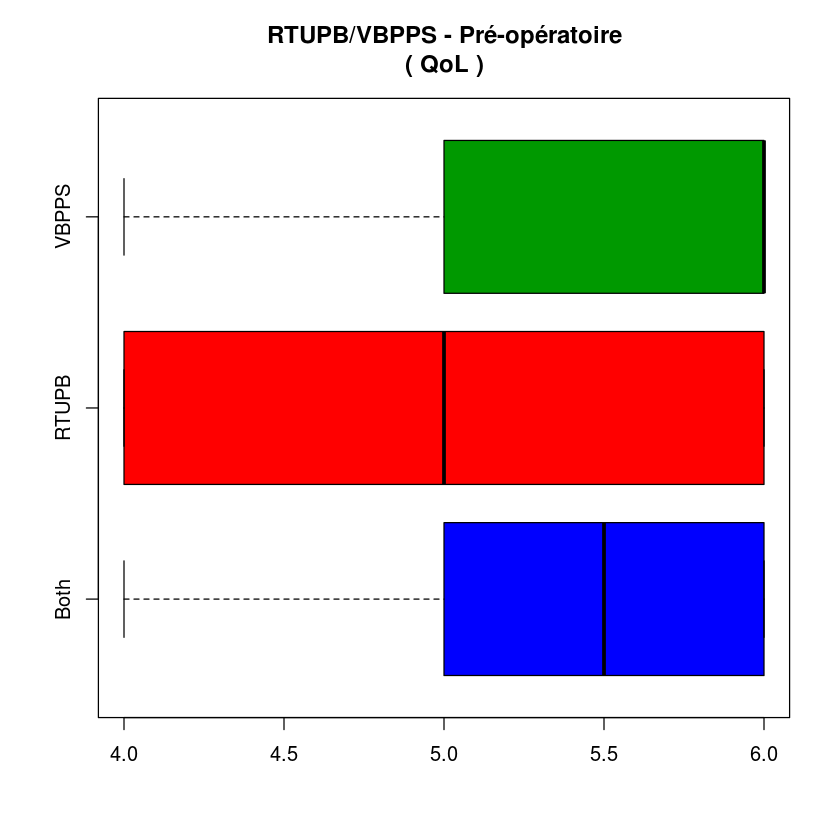 RTUPB/VBPPS - Pré-opératoire
( QoL )
VBPPS
RTUPB
Both
4.0 4.5 5.0 5.5 6.0